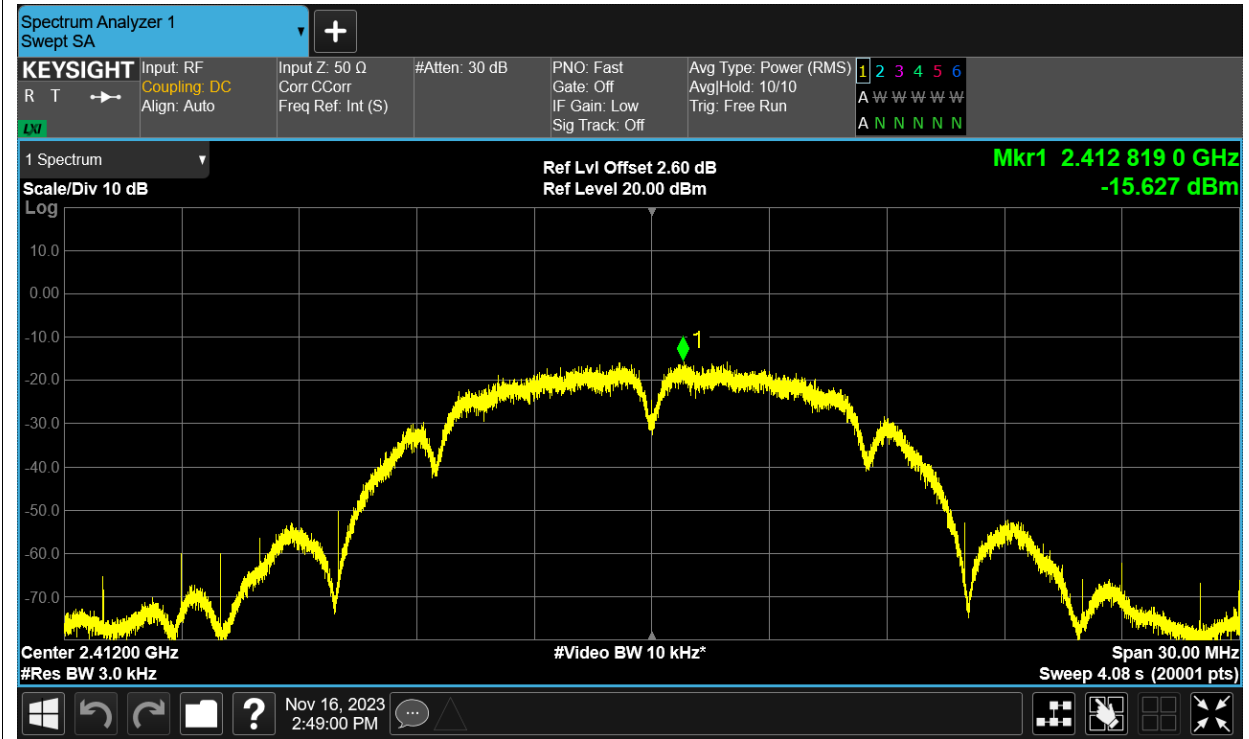 Spectrum Analyzer 1
Swept SA
+
KEYSIGHT
R T
LXI
Input: RF
Coupling: DC
Align: Auto
Input Z: 50 Ω
Corr CCorr
Freq Ref: Int (S)
#Atten: 30 dB
PNO: Fast
Gate: Off
IF Gain: Low
Sig Track: Off
Avg Type: Power (RMS)
Avg|Hold: 10/10
Trig: Free Run
1 2 3 4 5 6
A W W W W W
A N N N N N
1 Spectrum
Scale/Div 10 dB
Ref Lvl Offset 2.60 dB
Ref Level 20.00 dBm
Mkr1 2.412 819 0 GHz
-15.627 dBm
Log
10.0
0.00
-10.0
-20.0
-30.0
-40.0
-50.0
-60.0
-70.0
1
Center 2.41200 GHz
#Res BW 3.0 kHz
#Video BW 10 kHz*
Span 30.00 MHz
Sweep 4.08 s (20001 pts)
?
Nov 16, 2023
2:49:00 PM